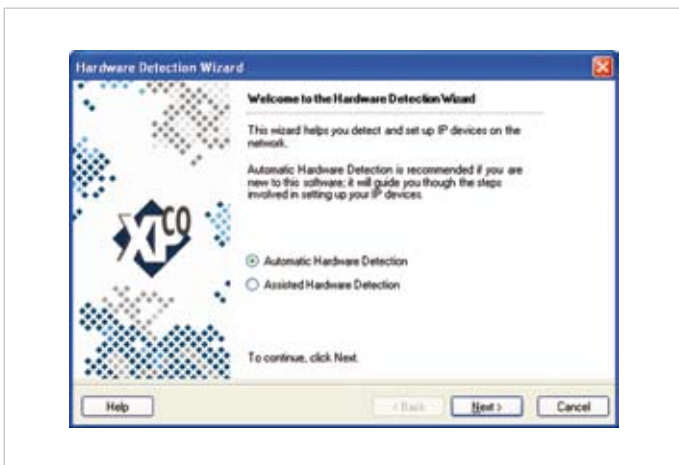 Hardware Detection Wizard
Welcome to the Hardware Detection Wizard
This wizard helps you detect and set up IP devices on the
network.
Automatic Hardware Detection is recommended if you are
new to this software; it will guide you though the steps
involved in setting up your IP devices.
XPCO
Automatic Hardware Detection
Assisted Hardware Detection
To continue, click Next.
Help
< Back
Next >
Cancel